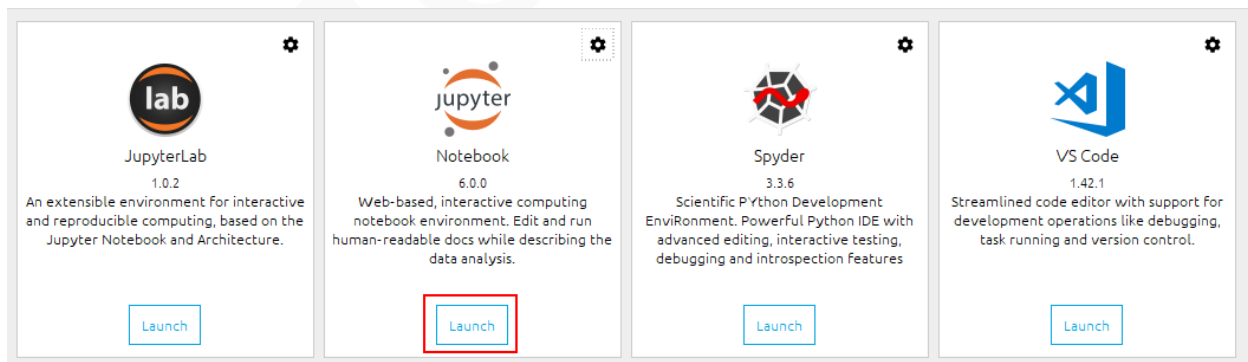 lab
JupyterLab
1.0.2
An extensible environment for interactive
and reproducible computing, based on the
Jupyter Notebook and Architecture.
Launch
jupyter
Notebook
6.0.0
Web-based, interactive computing
notebook environment. Edit and run
human-readable docs while describing the
data analysis.
Launch
Spyder
3.3.6
Scientific PYthon Development
EnviRonment. Powerful Python IDE with
advanced editing, interactive testing,
debugging and introspection features
Launch
VS Code
1.42.1
Streamlined code editor with support for
development operations like debugging,
task running and version control.
Launch